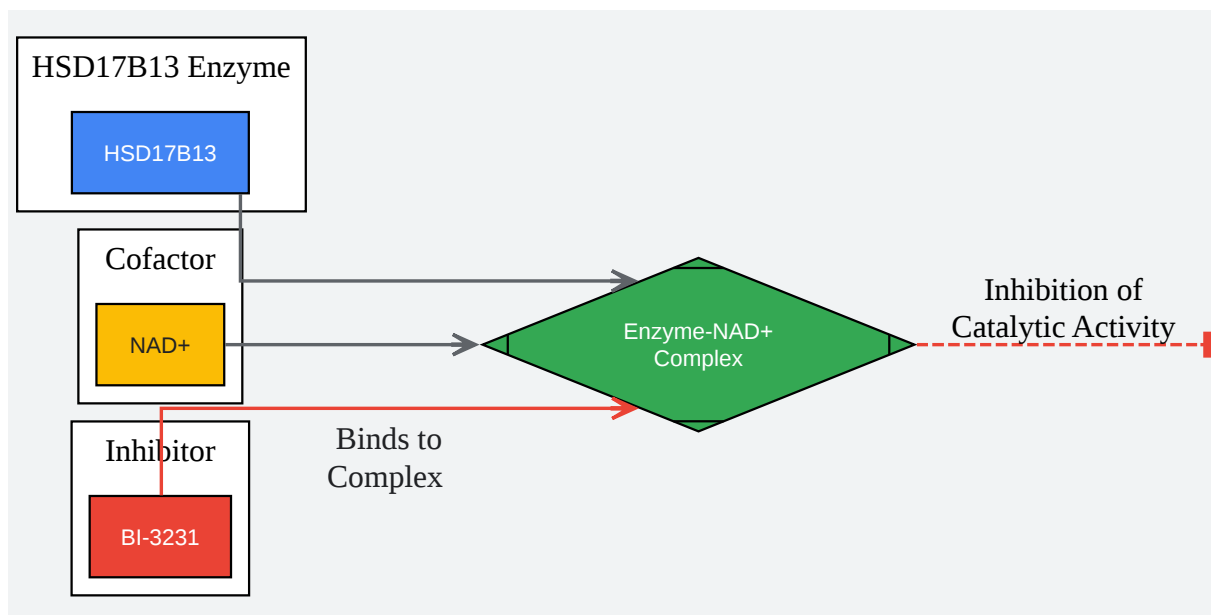 HSD17B13 Enzyme
HSD17B13
Cofactor
NAD+
Inhibitor
BI-3231
Binds to
Complex
Enzyme-NAD+
Complex
Inhibition of
Catalytic Activity